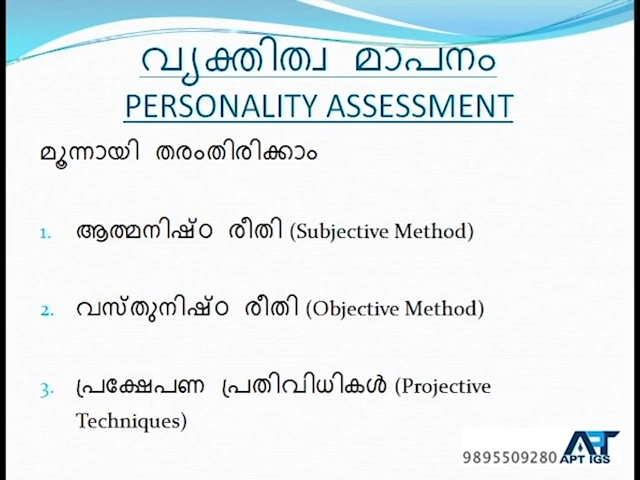 വ്യക്തിത്വ മാപനം
PERSONALITY ASSESSMENT
മൂന്നായി തരംതിരിക്കാം
1. ആത്മനിഷ്ഠ രീതി (Subjective Method)
2. വസ്തുനിഷ്ഠ രീതി (Objective Method)
3. പ്രക്ഷേപണ പ്രതിവിധികൾ (Projective
Techniques)
9895509280
APT IGS